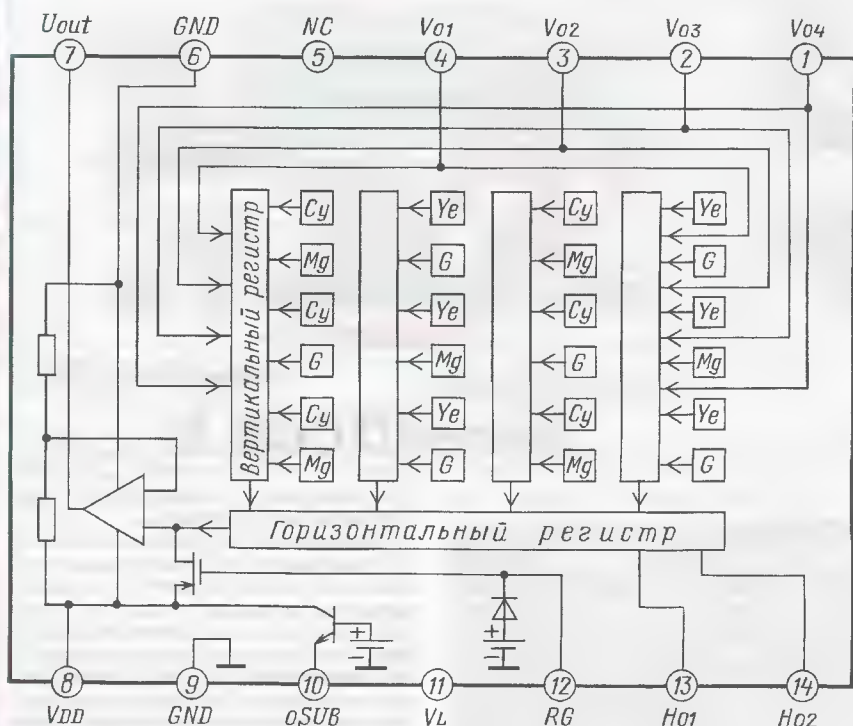 Uout GND NC Vo1 Vo2 Vo3 Vo4
7 6 5 4 3 2 1
Вертикальный регистр
Cy Ye Cy Ye
Mg G Mg G
Cy Ye Cy Ye
G Mg G Mg
Cy Ye Cy Ye
Mg G Mg G
Горизонтальный регистр
+ +
- -
8 9 10 11 12 13 14
VDD GND oSUB VL RG Ho1 Ho2